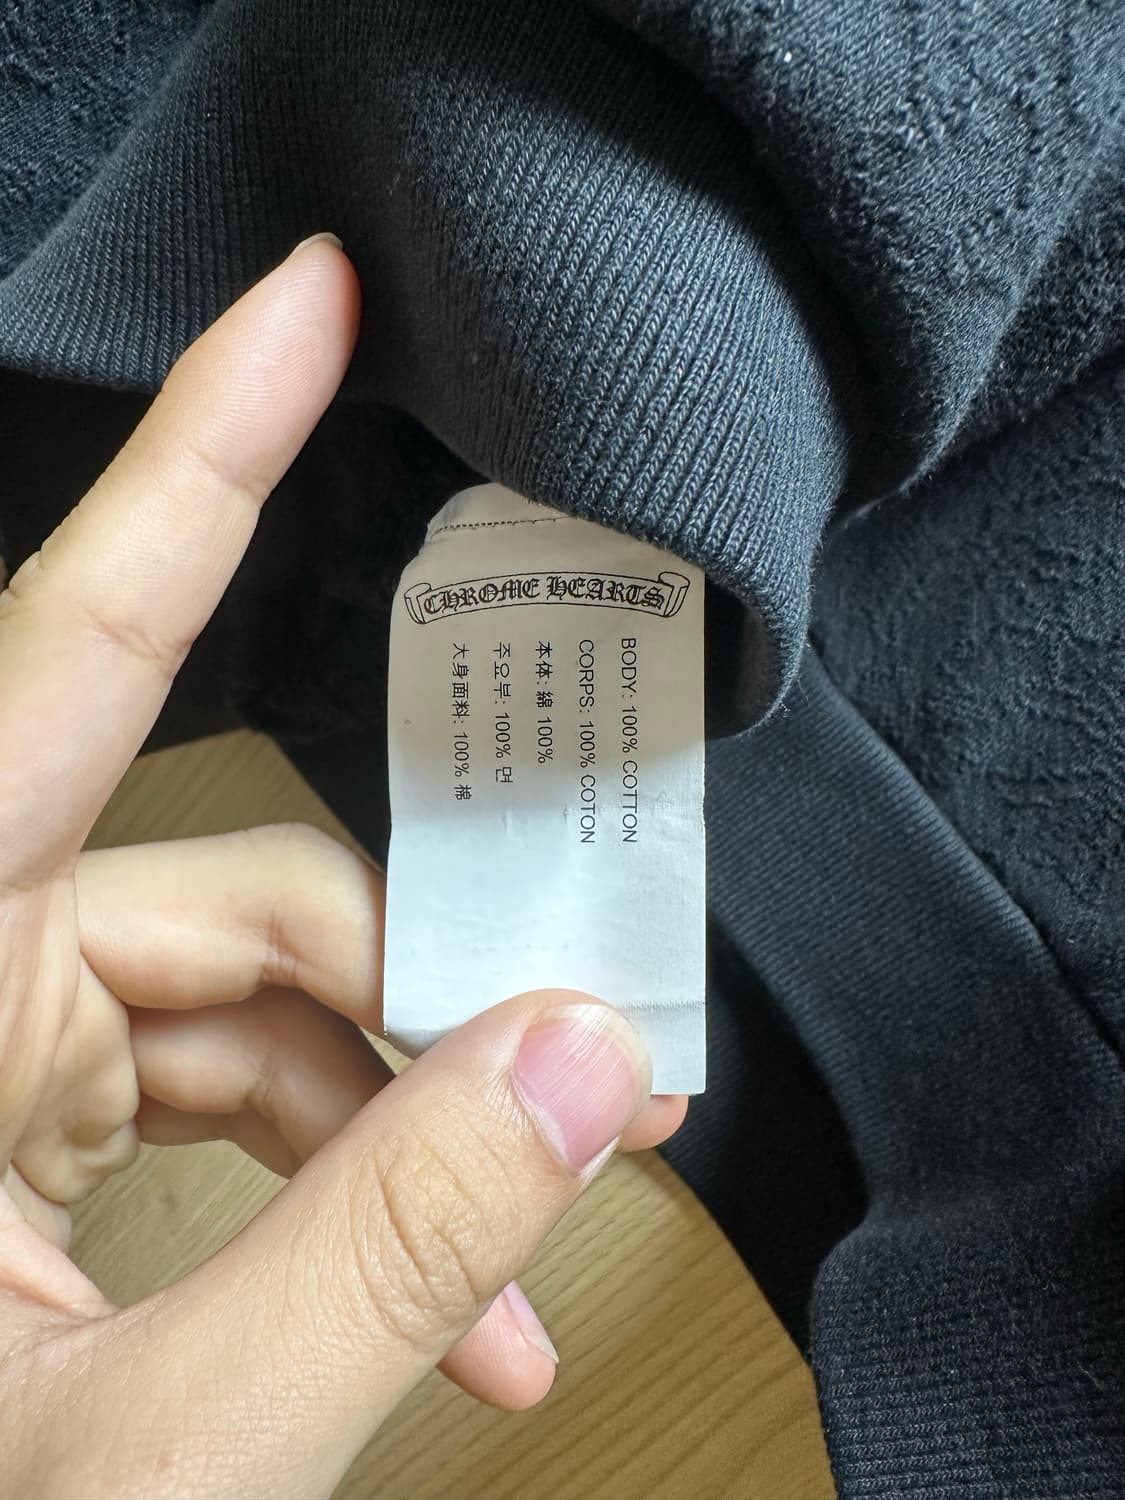 CHROME HEARTS
BODY: 100% COTTON
CORPS: 100% COTON
本体: 綿 100%
주요부: 100% 면
大身面料: 100% 棉